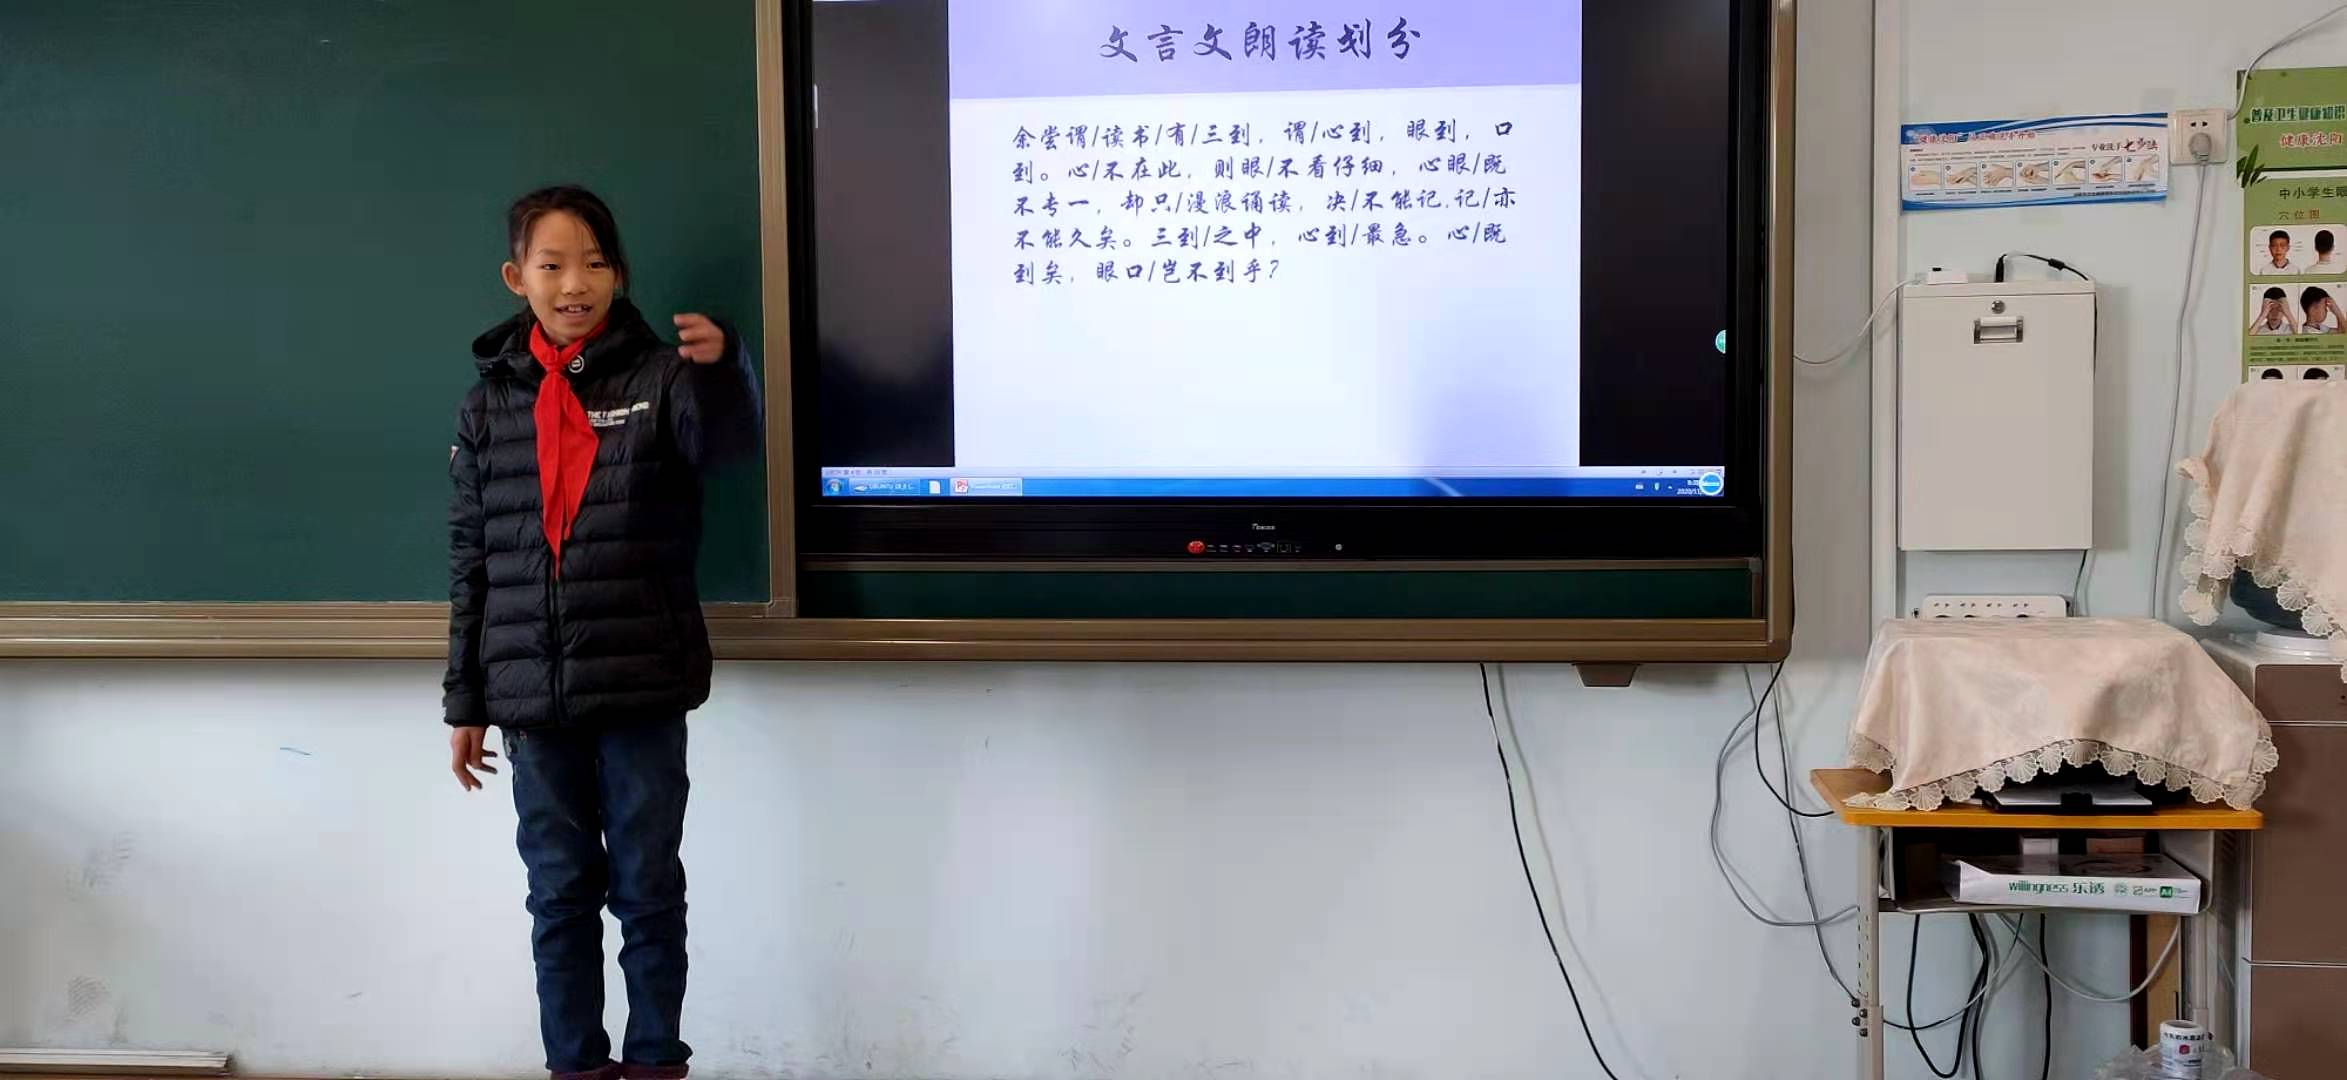 文言文朗读划分
余尝谓/读书/有/三到，谓/心到，眼到，口
到。心/不在此，则眼/不看仔细，心眼/既
不专一，却只/漫浪诵读，决/不能记,记/亦
不能久矣。三到/之中，心到/最急。心/既
到矣，眼口/岂不到乎？
THE FASHION
专业洗手七步法
普及卫生健康知识
健康沈阳
中小学生眼
穴位图
willingness 乐透
APP
A4